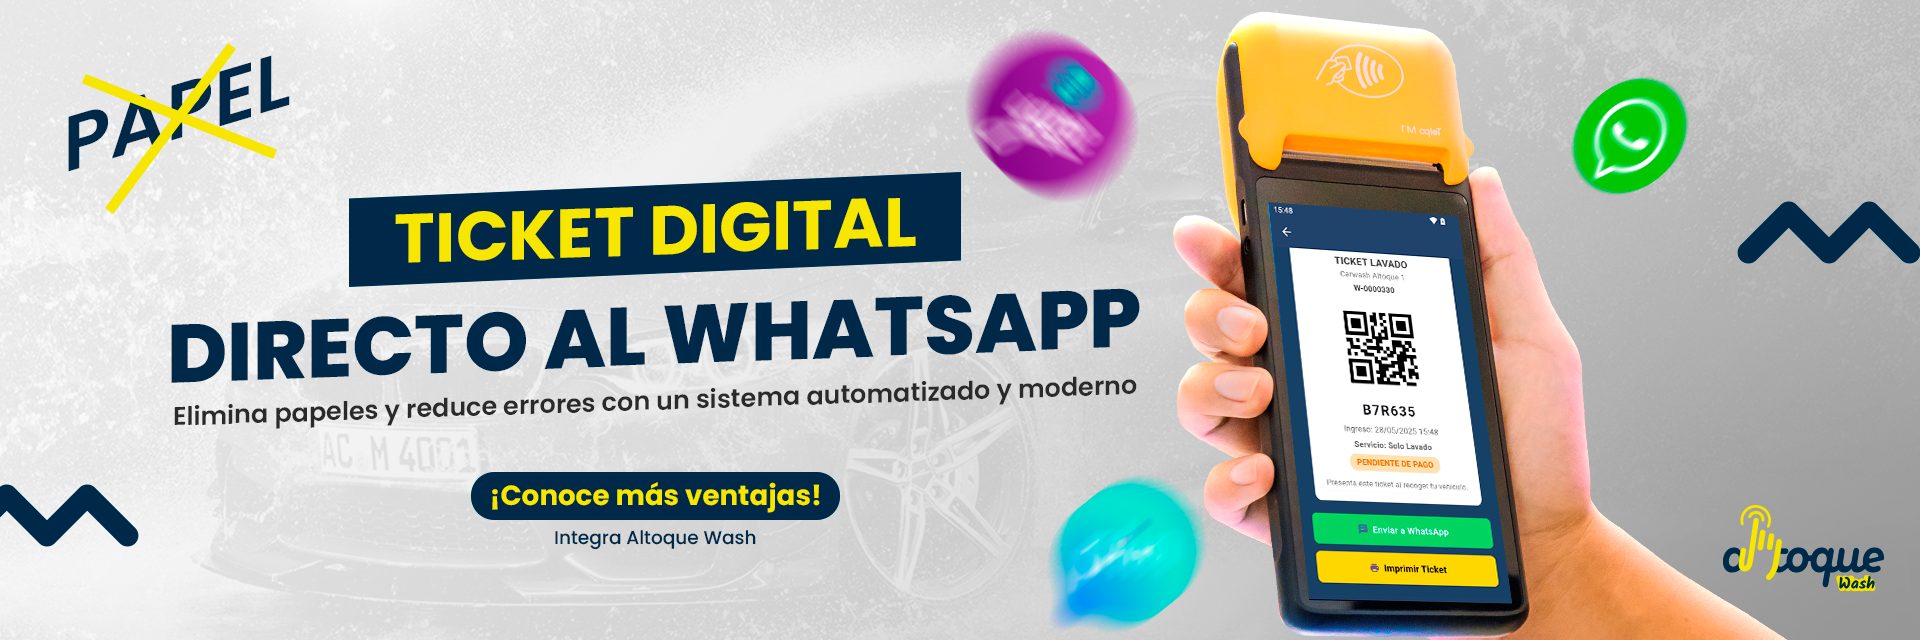 PAPEL
TICKET DIGITAL
DIRECTO AL WHATSAPP
Elimina papeles y reduce errores con un sistema automatizado y moderno
AC M 4001
¡Conoce más ventajas!
Integra Altoque Wash
15:48
TICKET LAVADO
Carwash Altoque 1
W-0000330
B7R635
Ingreso: 28/05/2025 15:48
Servicio: Solo Lavado
PENDIENTE DE PAGO
Presenta este ticket al recoger tu vehículo.
Enviar a WhatsApp
Imprimir Ticket
altoque
Wash